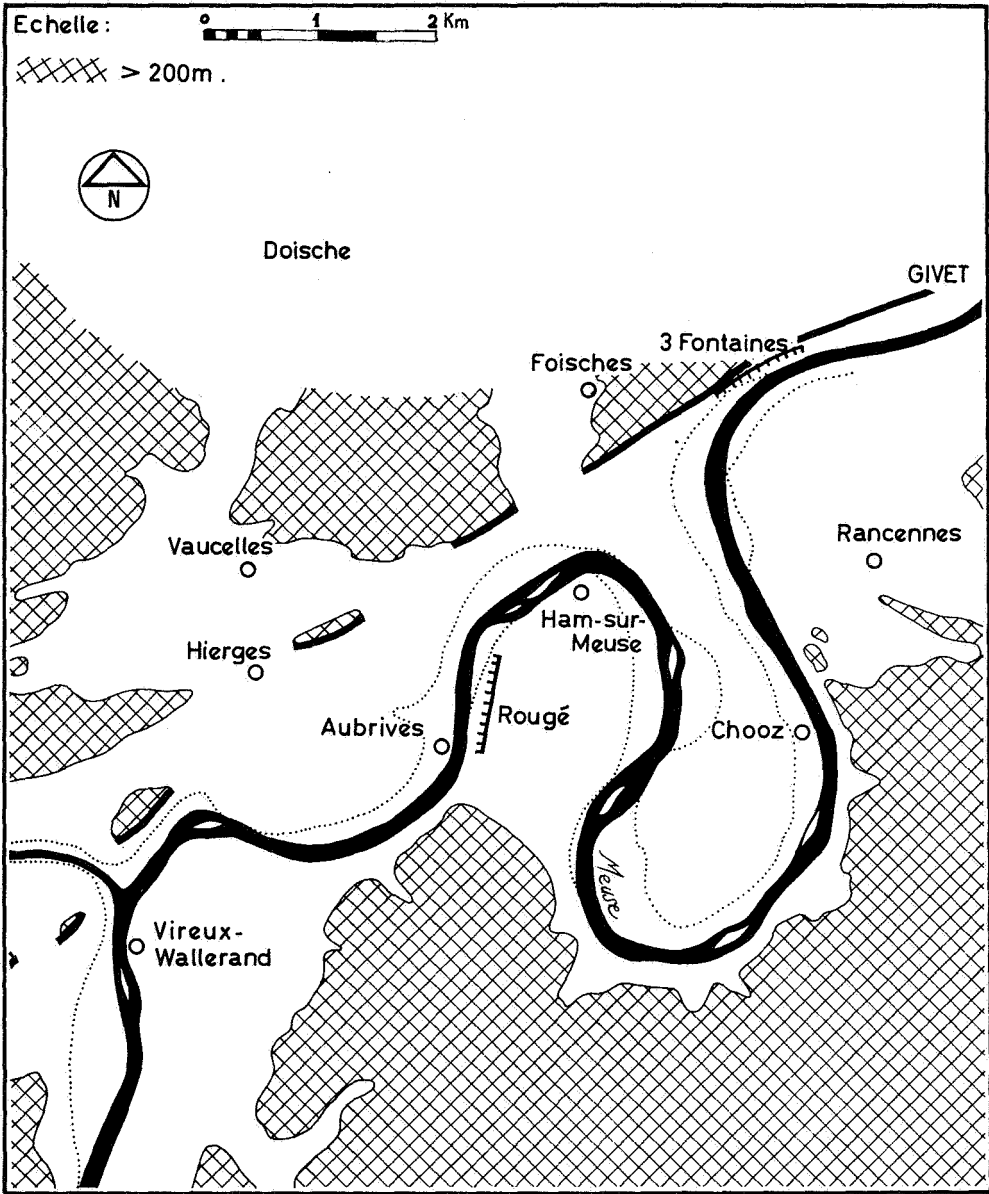 Echelle :
0 1 2 Km
> 200m .
N
Doische
GIVET
3 Fontaines
Foisches
Rancennes
Vaucelles
Ham-sur-
Meuse
Hierges
Rougé
Aubrives
Chooz
Meuse
Vireux-
Wallerand